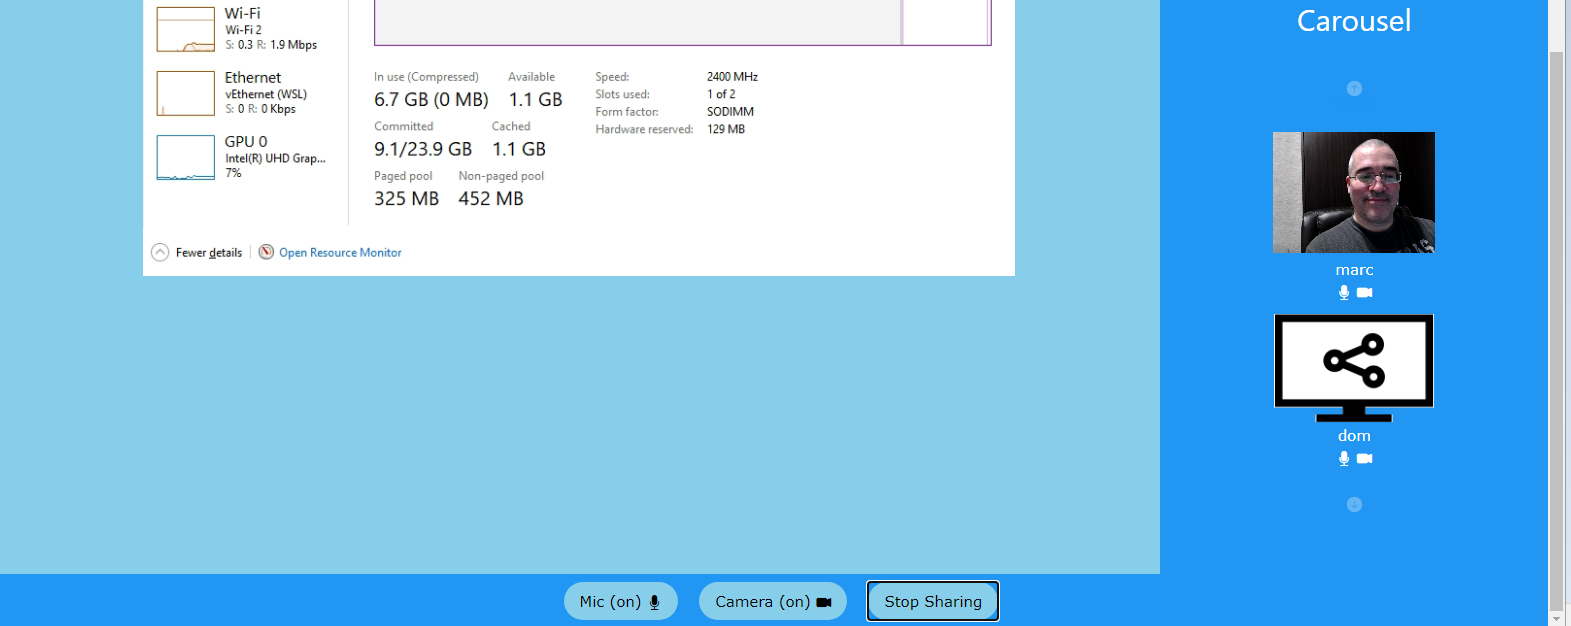 Wi-Fi
Wi-Fi 2
S: 0.3 R: 1.9 Mbps
Ethernet
vEthernet (WSL)
S: 0 R: 0 Kbps
GPU 0
Intel(R) UHD Grap...
7%
In use (Compressed) Available
6.7 GB (0 MB) 1.1 GB
Committed Cached
9.1/23.9 GB 1.1 GB
Paged pool Non-paged pool
325 MB 452 MB
Speed: 2400 MHz
Slots used: 1 of 2
Form factor: SODIMM
Hardware reserved: 129 MB
Fewer details Open Resource Monitor
Carousel
marc
dom
Mic (on) Camera (on) Stop Sharing